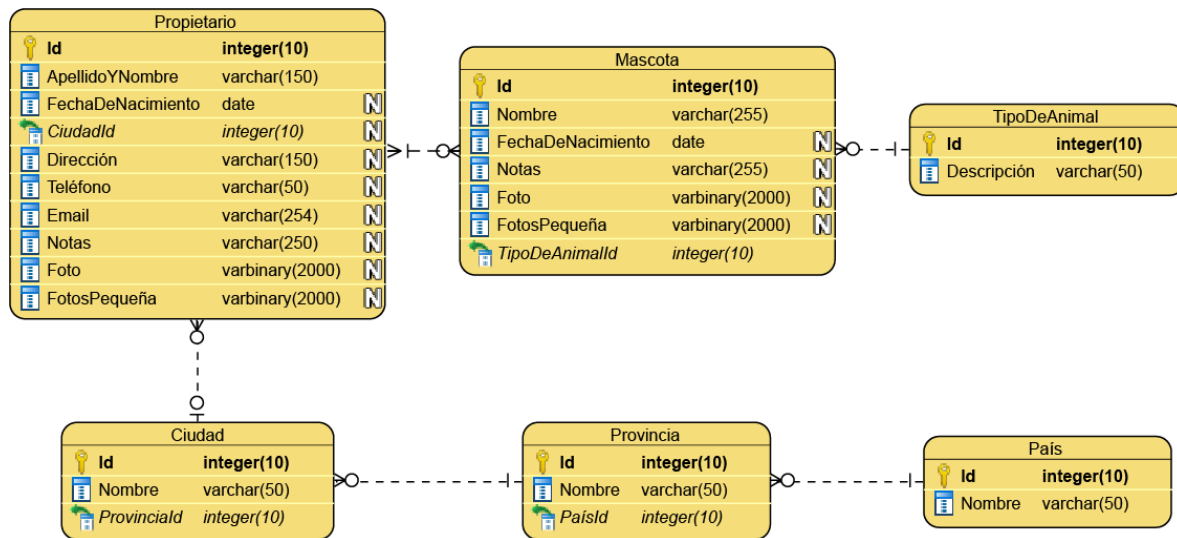 Propietario
Id integer(10)
ApellidoYNombre varchar(150)
FechaDeNacimiento date N
CiudadId integer(10) N
Dirección varchar(150) N
Teléfono varchar(50) N
Email varchar(254) N
Notas varchar(250) N
Foto varbinary(2000) N
FotosPequeña varbinary(2000) N
Mascota
Id integer(10)
Nombre varchar(255)
FechaDeNacimiento date N
Notas varchar(255) N
Foto varbinary(2000) N
FotosPequeña varbinary(2000) N
TipoDeAnimalId integer(10)
TipoDeAnimal
Id integer(10)
Descripción varchar(50)
Ciudad
Id integer(10)
Nombre varchar(50)
ProvinciaId integer(10)
Provincia
Id integer(10)
Nombre varchar(50)
PaísId integer(10)
País
Id integer(10)
Nombre varchar(50)